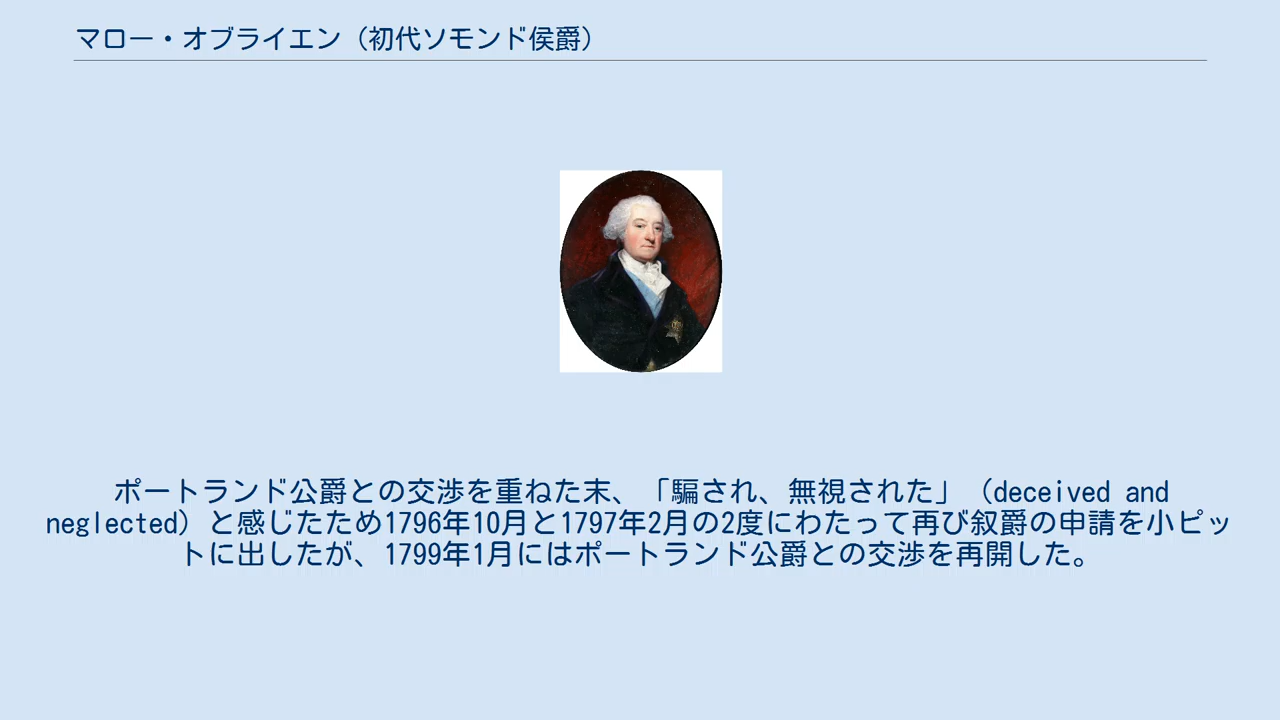 マロー・オブライエン（初代ソモンド侯爵）
ポートランド公爵との交渉を重ねた末、「騙され、無視された」（deceived and
neglected）と感じたため1796年10月と1797年2月の2度にわたって再び叙爵の申請を小ピッ
トに出したが、1799年1月にはポートランド公爵との交渉を再開した。